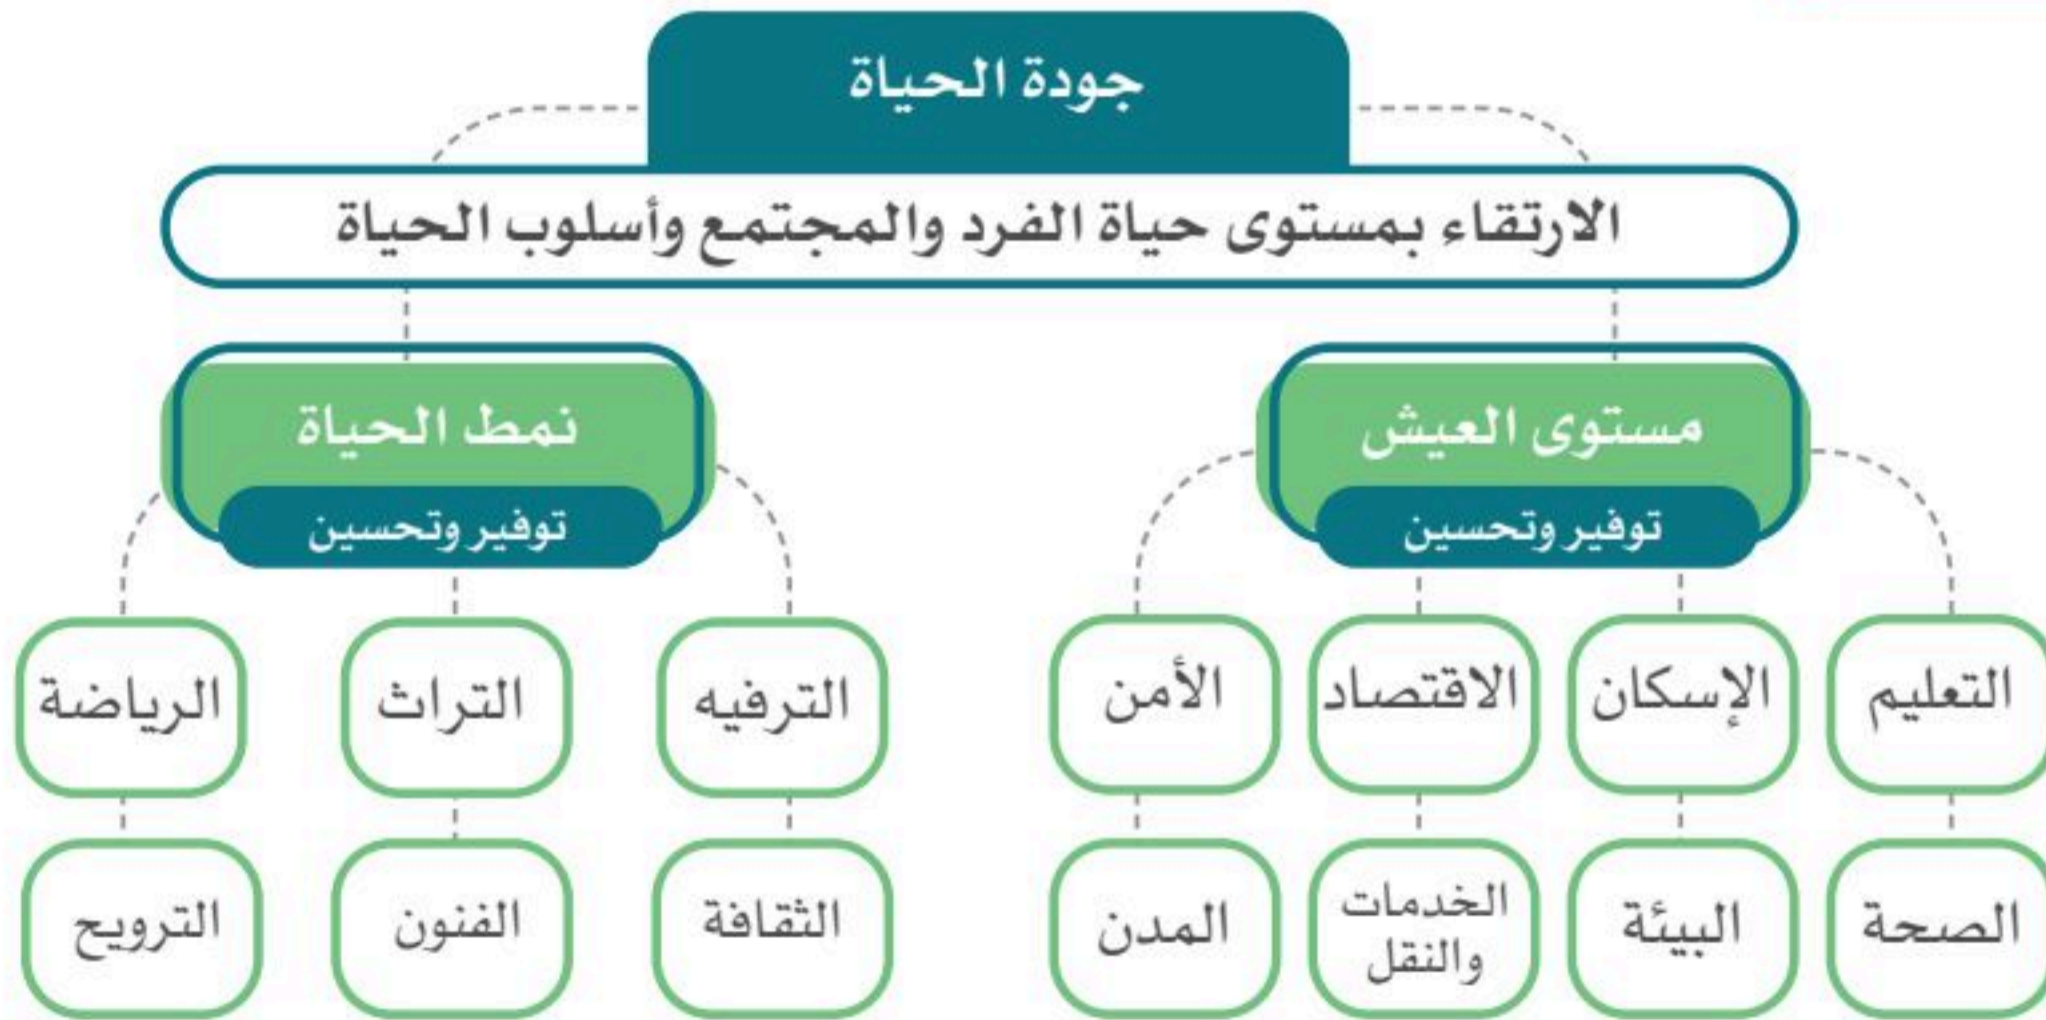 جودة الحياة
الارتقاء بمستوى حياة الفرد والمجتمع وأسلوب الحياة
مستوى العيش
توفير وتحسين
التعليم
الإسكان
الاقتصاد
الأمن
الصحة
البيئة
الخدمات
والنقل
المدن
نمط الحياة
توفير وتحسين
الترفيه
التراث
الرياضة
الثقافة
الفنون
الترويح